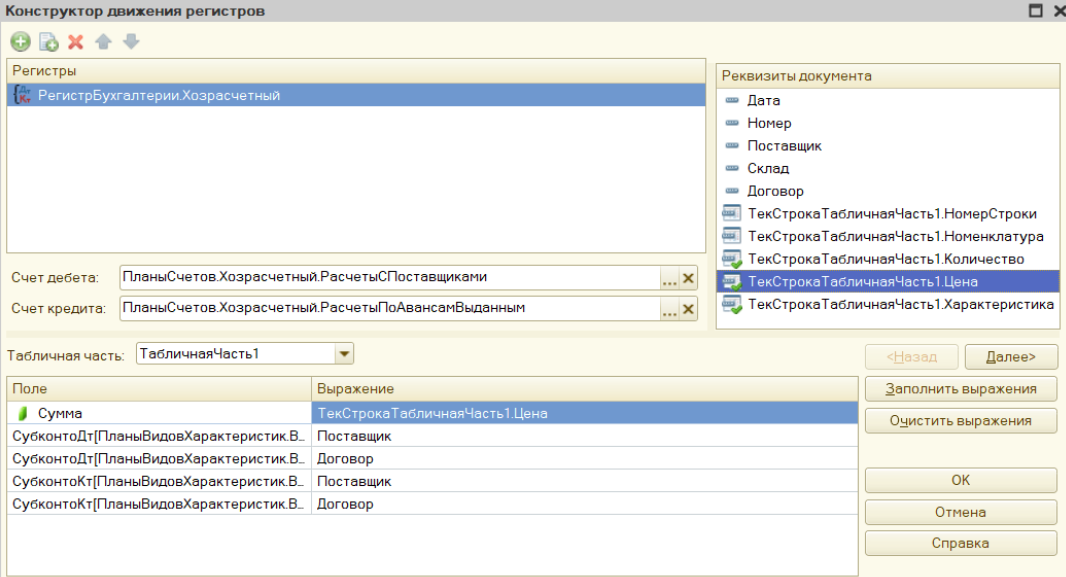 Конструктор движения регистров
Регистры
РегистрБухгалтерии.Хозрасчетный
Реквизиты документа
Дата
Номер
Поставщик
Склад
Договор
ТекСтрокаТабличнаяЧасть1.НомерСтроки
ТекСтрокаТабличнаяЧасть1.Номенклатура
ТекСтрокаТабличнаяЧасть1.Количество
ТекСтрокаТабличнаяЧасть1.Цена
ТекСтрокаТабличнаяЧасть1.Характеристика
Счет дебета: ПланыСчетов.Хозрасчетный.РасчетыСПоставщиками ...
Счет кредита: ПланыСчетов.Хозрасчетный.РасчетыПоАвансамВыданным ...
Табличная часть: ТабличнаяЧасть1
<Назад Далее>
Поле Выражение
Сумма ТекСтрокаТабличнаяЧасть1.Цена
СубконтоДт[ПланыВидовХарактеристик.В... Поставщик
СубконтоДт[ПланыВидовХарактеристик.В... Договор
СубконтоКт[ПланыВидовХарактеристик.В... Поставщик
СубконтоКт[ПланыВидовХарактеристик.В... Договор
Заполнить выражения
Очистить выражения
OK
Отмена
Справка